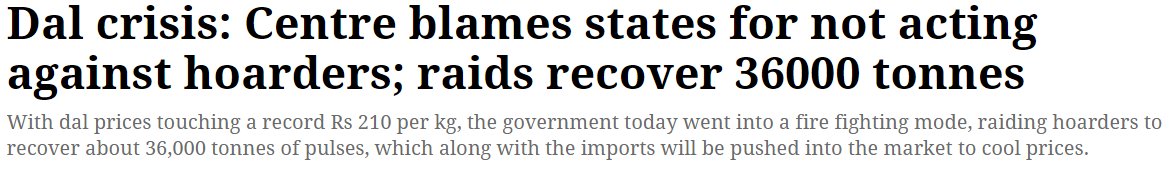 Dal crisis: Centre blames states for not acting
against hoarders; raids recover 36000 tonnes
With dal prices touching a record Rs 210 per kg, the government today went into a fire fighting mode, raiding hoarders to
recover about 36,000 tonnes of pulses, which along with the imports will be pushed into the market to cool prices.